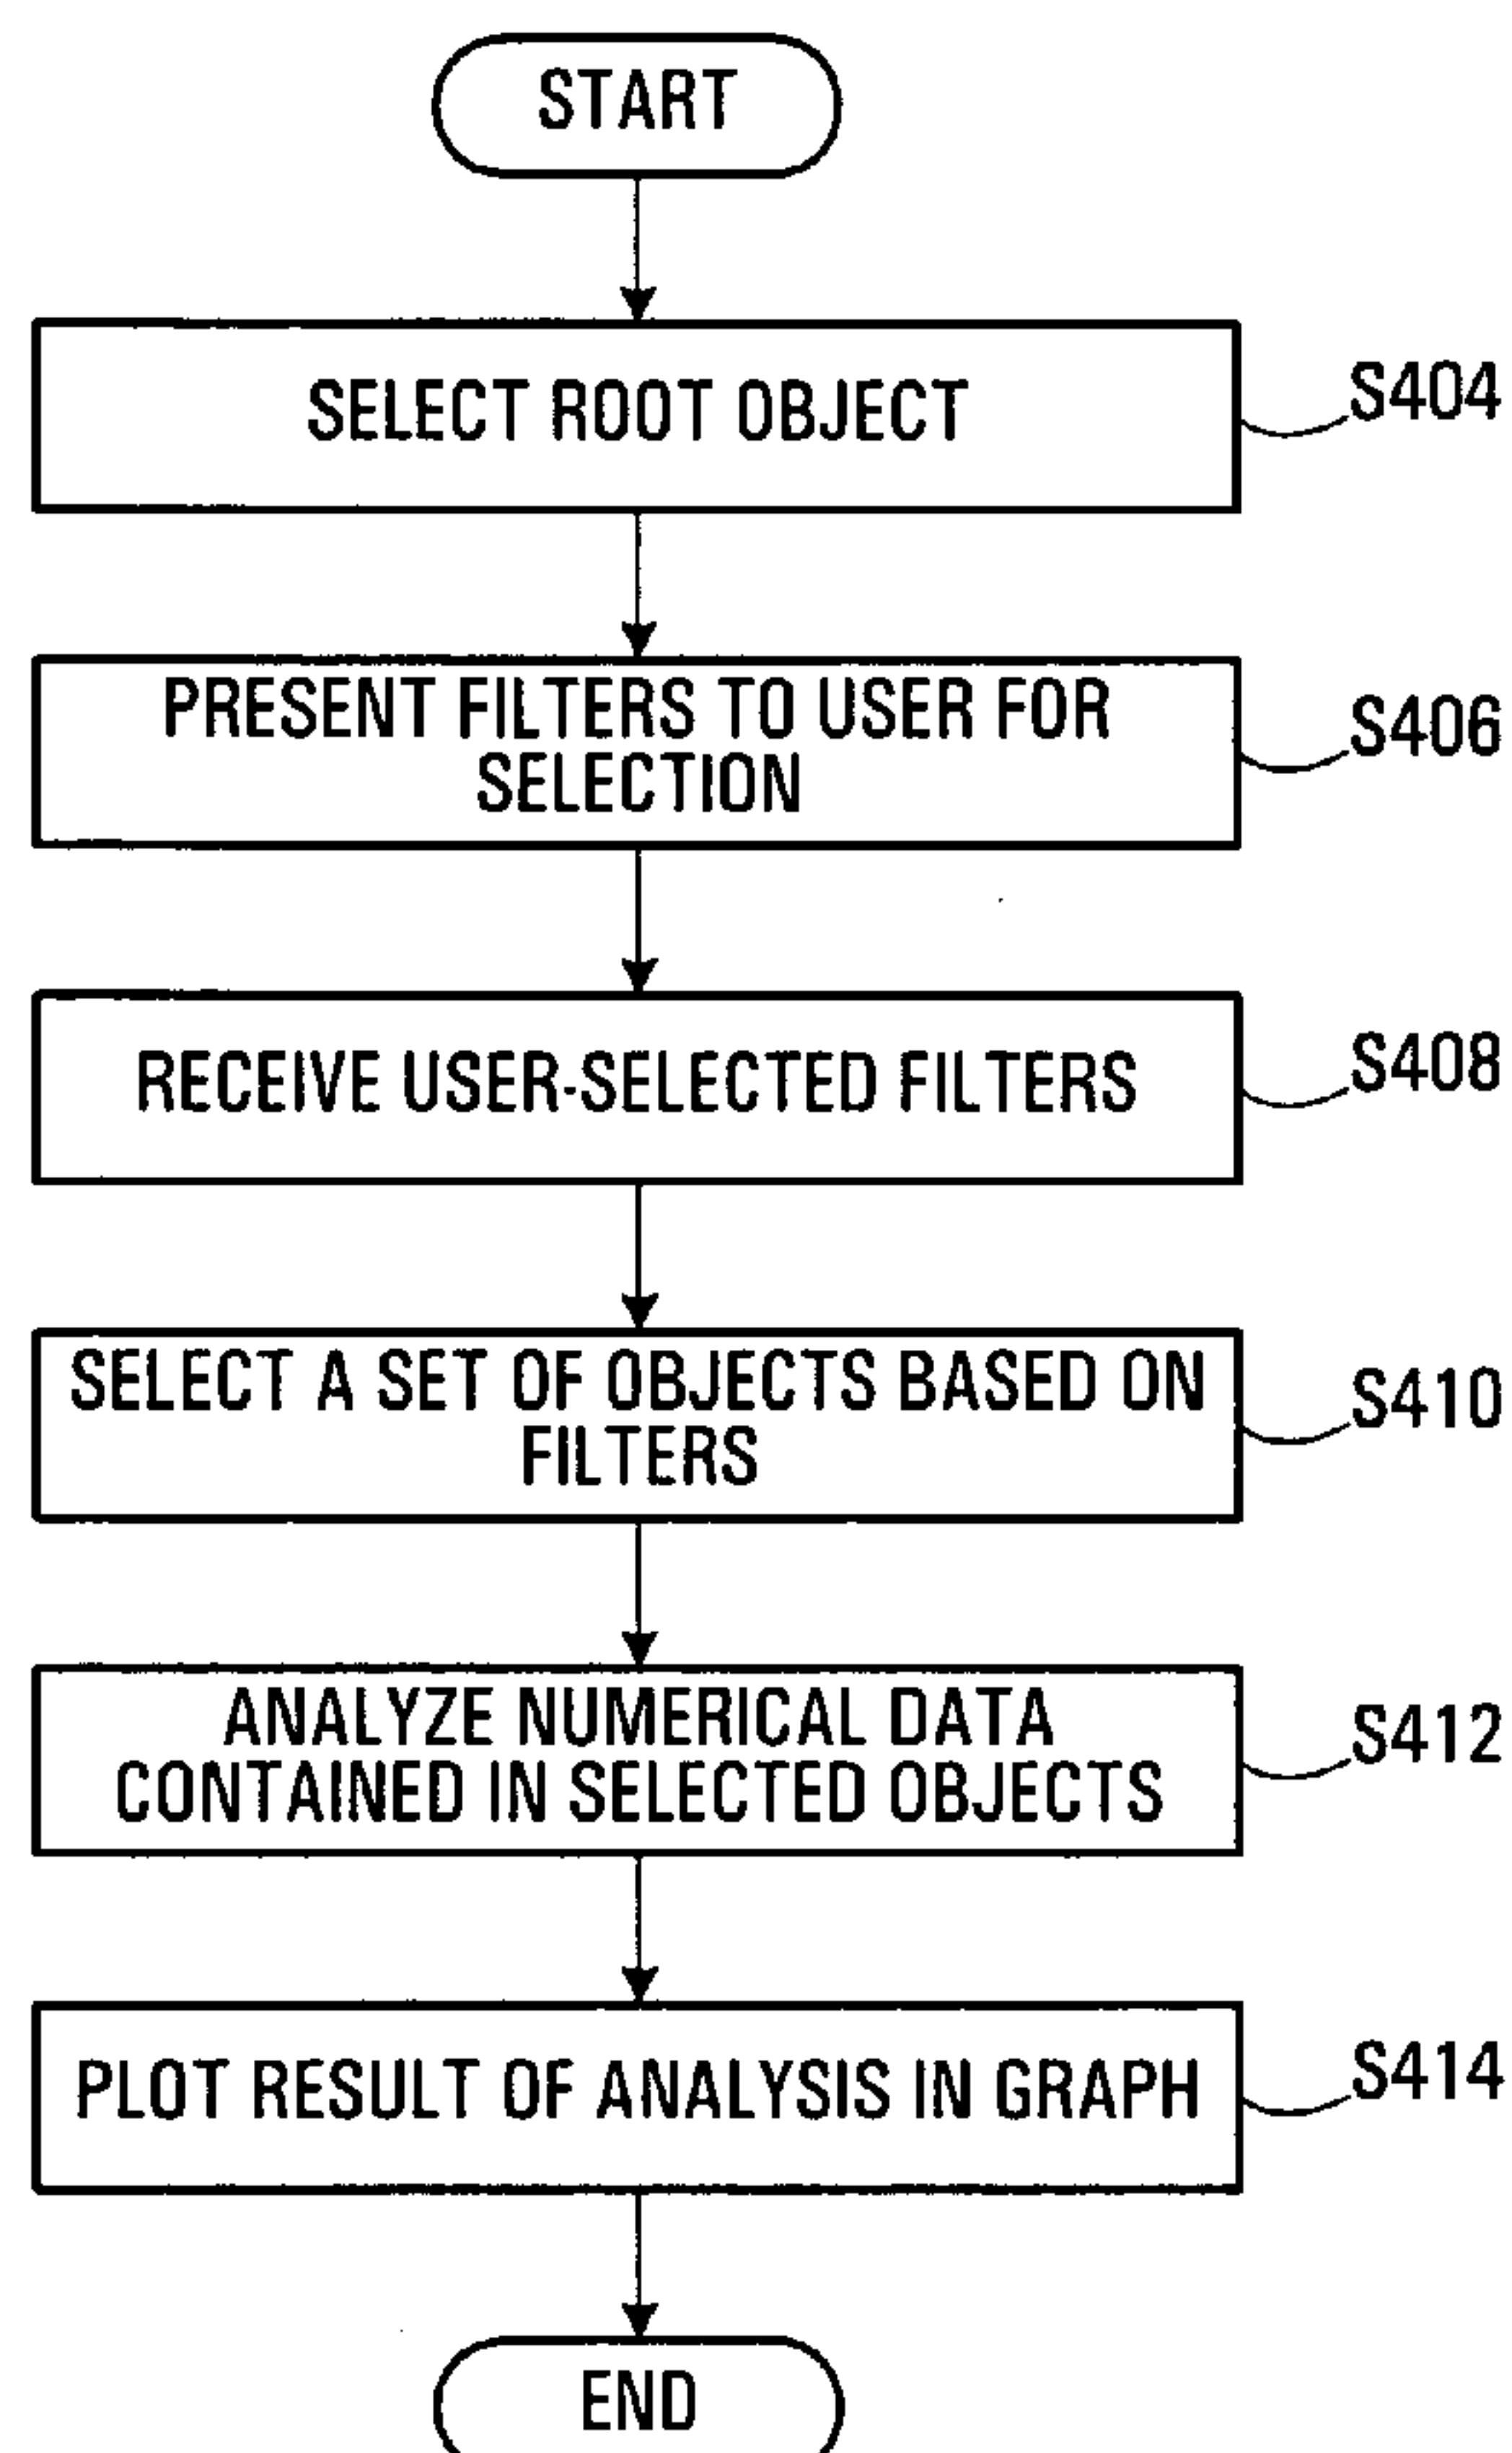 START
SELECT ROOT OBJECT
S404
PRESENT FILTERS TO USER FOR
SELECTION
S406
RECEIVE USER-SELECTED FILTERS
S408
SELECT A SET OF OBJECTS BASED ON
FILTERS
S410
ANALYZE NUMERICAL DATA
CONTAINED IN SELECTED OBJECTS
S412
PLOT RESULT OF ANALYSIS IN GRAPH
S414
END